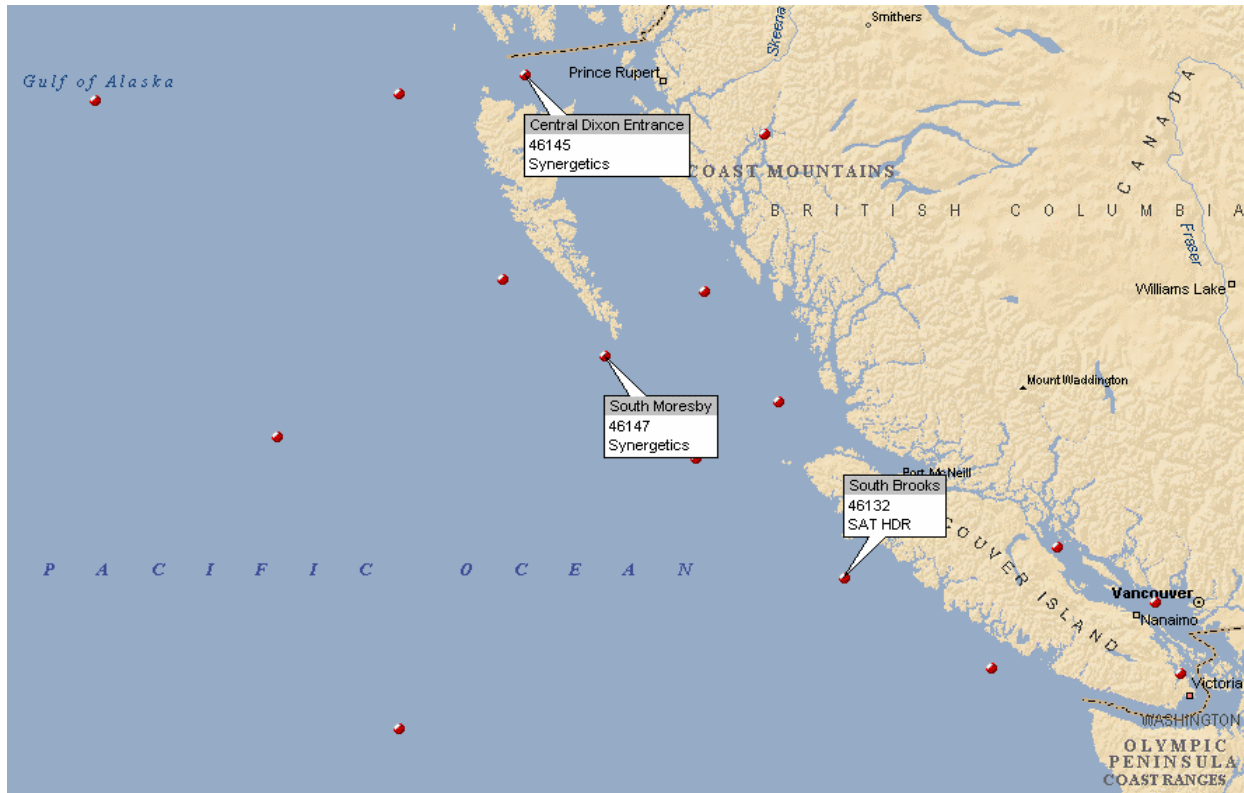 Smithers
Skeena
Prince Rupert
Gulf of Alaska
CANADA
Central Dixon Entrance
46145
Synergetics
COAST MOUNTAINS
BRITISH COLUMBIA
Fraser
Williams Lake
Mount Waddington
South Moresby
46147
Synergetics
Port McNeill
South Brooks
46132
SAT HDR
COUVER ISLAND
PACIFIC OCEAN
Vancouver
Nanaimo
Victoria
WASHINGTON
OLYMPIC
PENINSULA
COAST RANGES